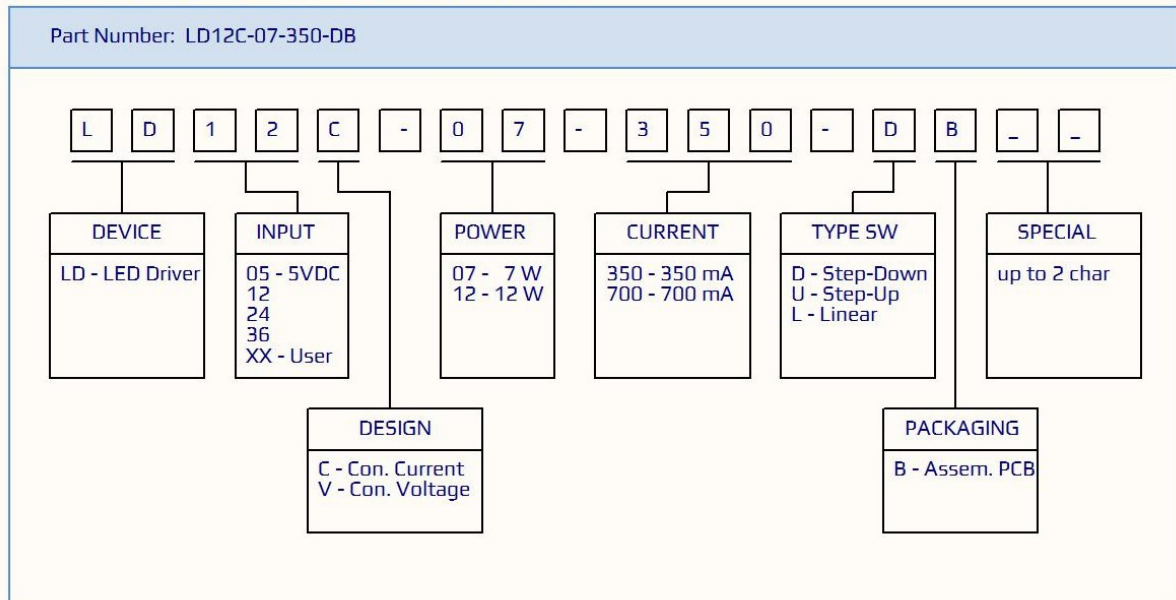 Part Number: LD12C-07-350-DB
L D 1 2 C - 0 7 - 3 5 0 - D B _ _
DEVICE
LD - LED Driver
INPUT
05 - 5VDC
12
24
36
XX - User
POWER
07 - 7 W
12 - 12 W
CURRENT
350 - 350 mA
700 - 700 mA
TYPE SW
D - Step-Down
U - Step-Up
L - Linear
SPECIAL
up to 2 char
DESIGN
C - Con. Current
V - Con. Voltage
PACKAGING
B - Assem. PCB